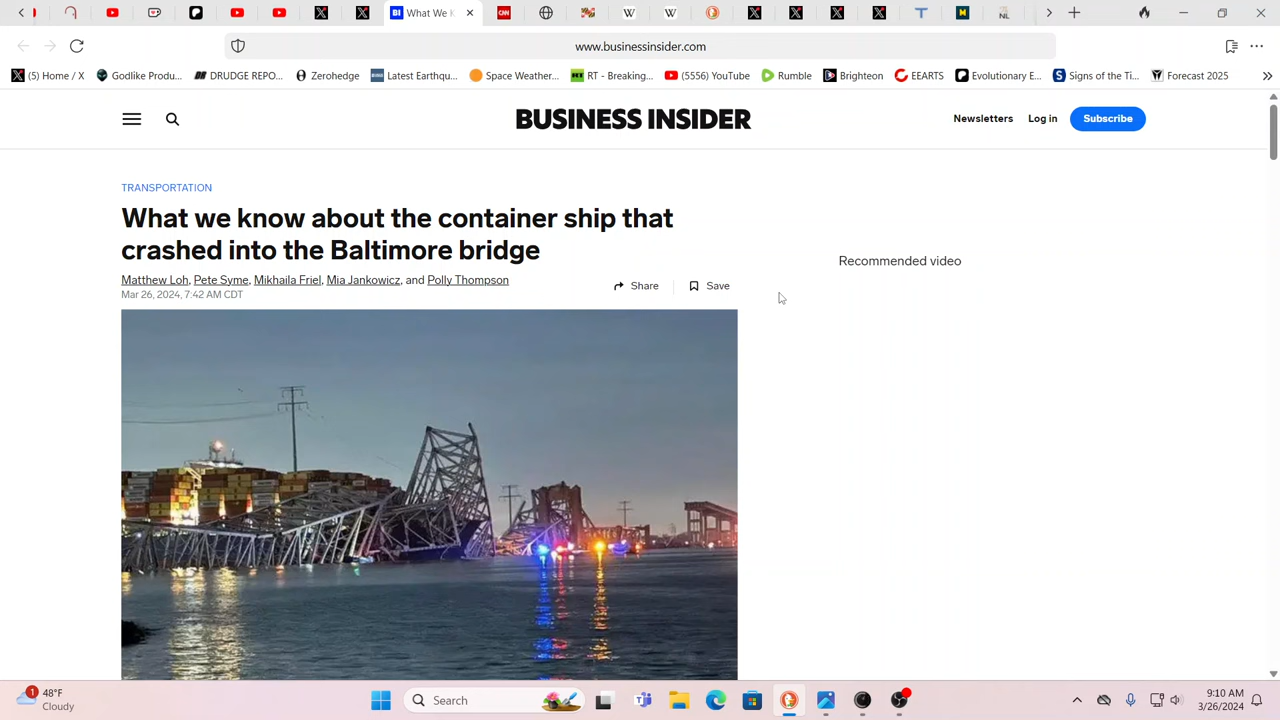 What We K
CNN
W
W
T
M
NL
www.businessinsider.com
(5) Home / X
Godlike Produ...
DRUDGE REPO...
Zerohedge
Latest Earthqu...
Space Weather...
RT - Breaking...
(5556) YouTube
Rumble
Brighteon
EEARTS
Evolutionary E...
Signs of the Ti...
Forecast 2025
BUSINESS INSIDER
Newsletters
Log in
Subscribe
TRANSPORTATION
What we know about the container ship that
crashed into the Baltimore bridge
Matthew Loh, Pete Syme, Mikhaila Friel, Mia Jankowicz, and Polly Thompson
Mar 26, 2024, 7:42 AM CDT
Share
Save
Recommended video
1
48°F
Cloudy
Search
9:10 AM
3/26/2024